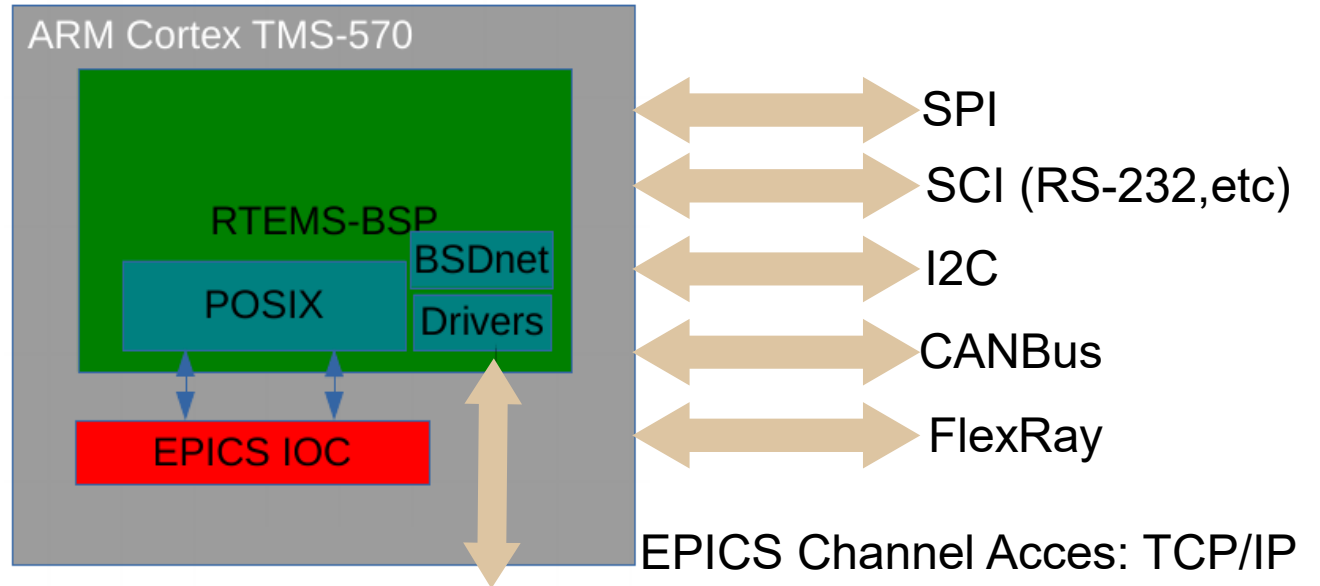 ARM Cortex TMS-570
RTEMS-BSP
BSDnet
POSIX
Drivers
EPICS IOC
SPI
SCI (RS-232,etc)
I2C
CANBus
FlexRay
EPICS Channel Acces: TCP/IP